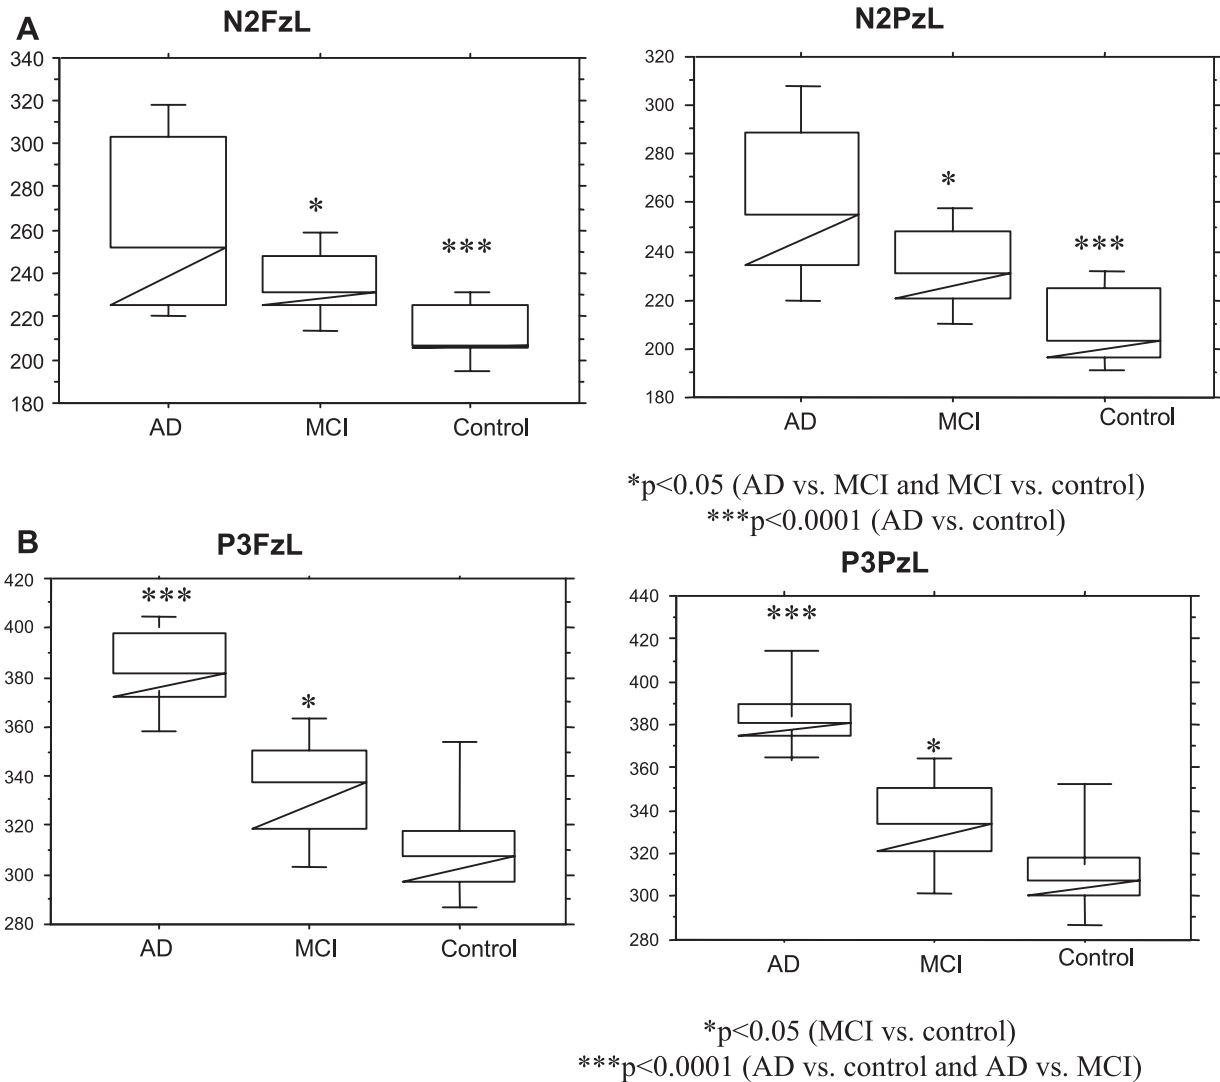 A
N2FzL
340
320
300
280
260
240
220
200
180
*
***
AD
MCI
Control
N2PzL
320
300
280
260
240
220
200
180
*
***
AD
MCI
Control
*p<0.05 (AD vs. MCI and MCI vs. control)
***p<0.0001 (AD vs. control)
B
P3FzL
420
400
380
360
340
320
300
280
***
*
AD
MCI
Control
P3PzL
440
420
400
380
360
340
320
300
280
***
*
AD
MCI
Control
*p<0.05 (MCI vs. control)
***p<0.0001 (AD vs. control and AD vs. MCI)